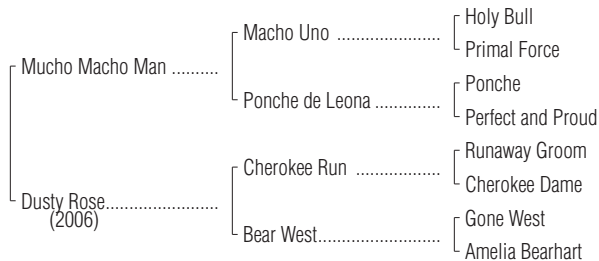 Holy Bull
Macho Uno ......................
Primal Force
Mucho Macho Man ..........
Ponche
Ponche de Leona ..............
Perfect and Proud
Runaway Groom
Cherokee Run ..................
Cherokee Dame
Dusty Rose........................
(2006)
Gone West
Bear West..........................
Amelia Bearhart